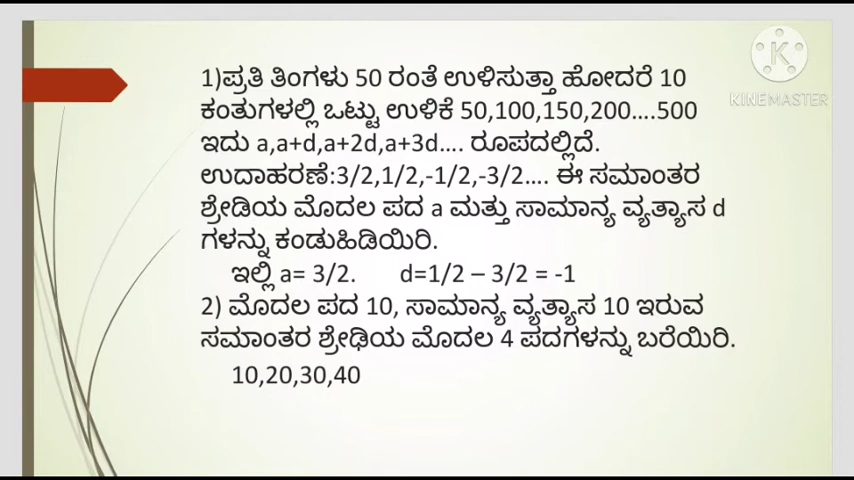 1)ಪ್ರತಿ ತಿಂಗಳು 50 ರಂತೆ ಉಳಿಸುತ್ತಾ ಹೋದರೆ 10
ಕಂತುಗಳಲ್ಲಿ ಒಟ್ಟು ಉಳಿಕೆ 50,100,150,200....500
ಇದು a,a+d,a+2d,a+3d.... ರೂಪದಲ್ಲಿದೆ.
ಉದಾಹರಣೆ:3/2,1/2,-1/2,-3/2.... ಈ ಸಮಾಂತರ
ಶ್ರೇಡಿಯ ಮೊದಲ ಪದ a ಮತ್ತು ಸಾಮಾನ್ಯ ವ್ಯತ್ಯಾಸ d
ಗಳನ್ನು ಕಂಡುಹಿಡಿಯಿರಿ.
ಇಲ್ಲಿ a= 3/2. d=1/2 – 3/2 = -1
2) ಮೊದಲ ಪದ 10, ಸಾಮಾನ್ಯ ವ್ಯತ್ಯಾಸ 10 ಇರುವ
ಸಮಾಂತರ ಶ್ರೇಢಿಯ ಮೊದಲ 4 ಪದಗಳನ್ನು ಬರೆಯಿರಿ.
10,20,30,40
K
KINEMASTER